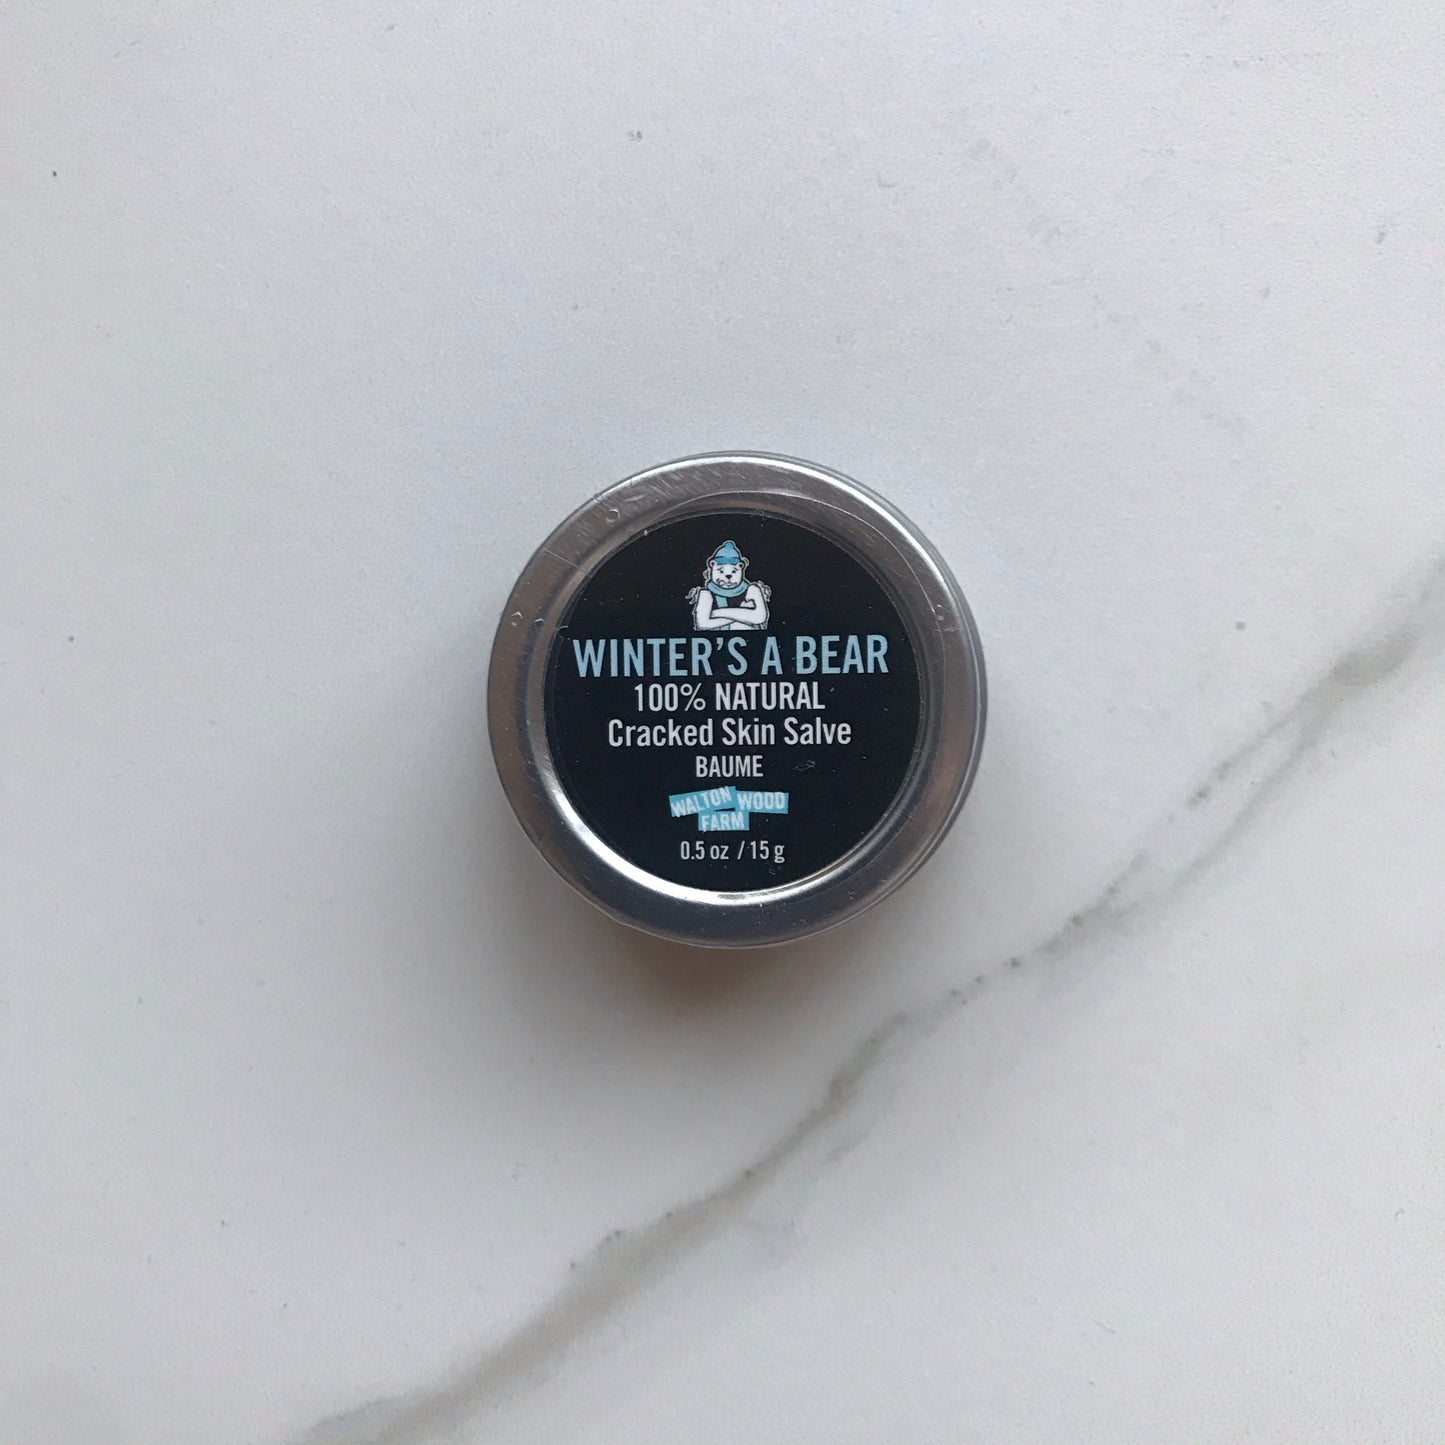 WINTER'S A BEAR
100% NATURAL
Cracked Skin Salve
BAUME
WALTON WOOD
FARM
0.5 oz / 15 g